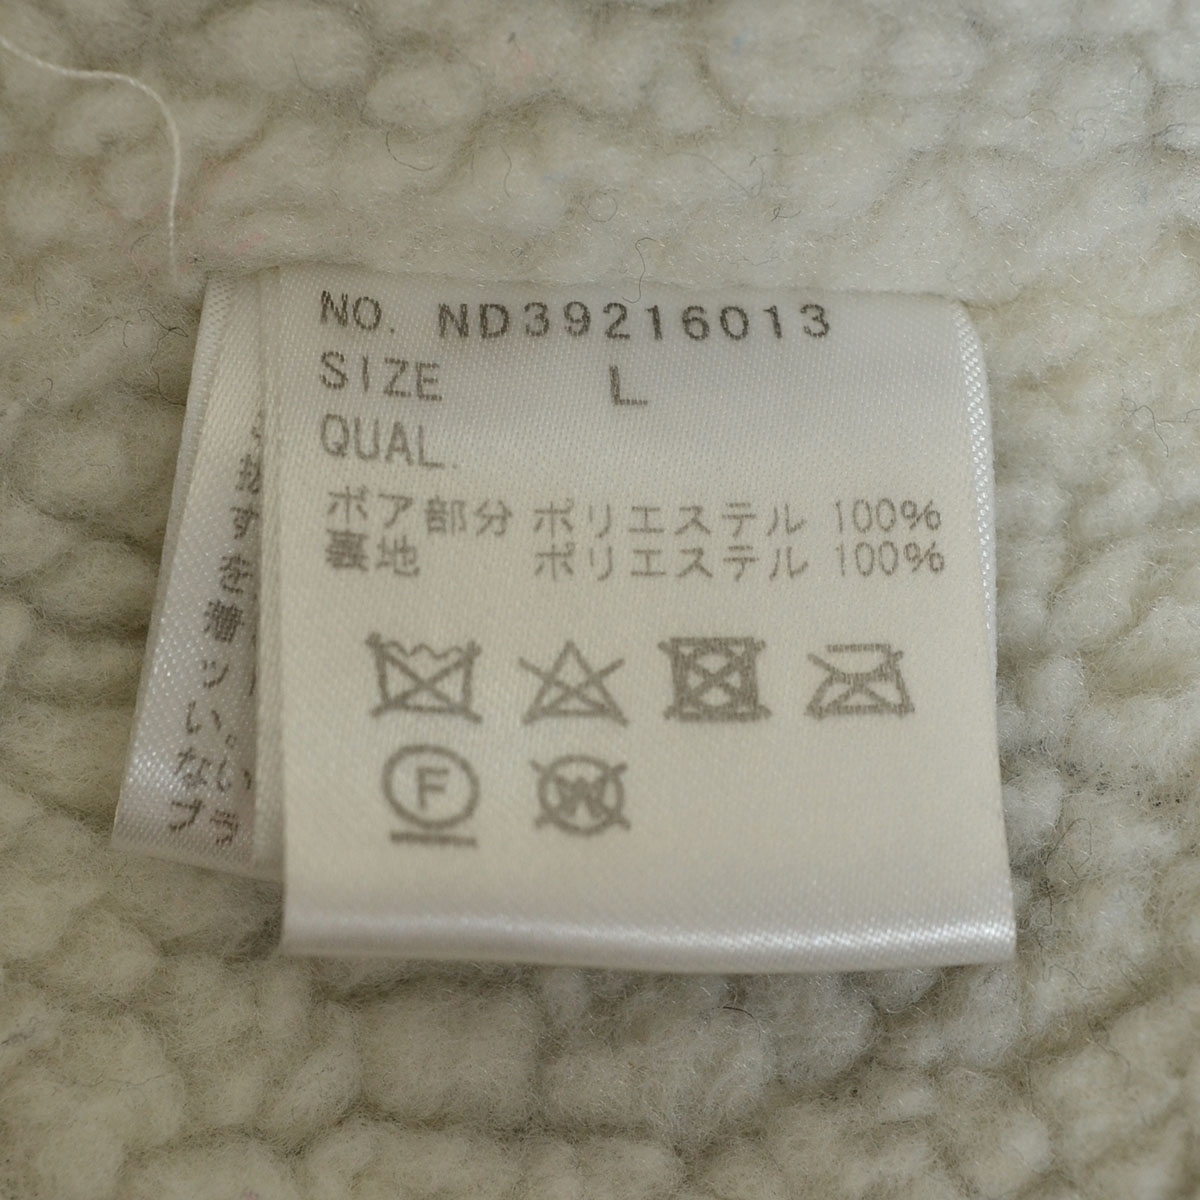 NO. ND39216013
SIZE L
QUAL.
ボア部分 ポリエステル 100%
裏地 ポリエステル 100%
F
W